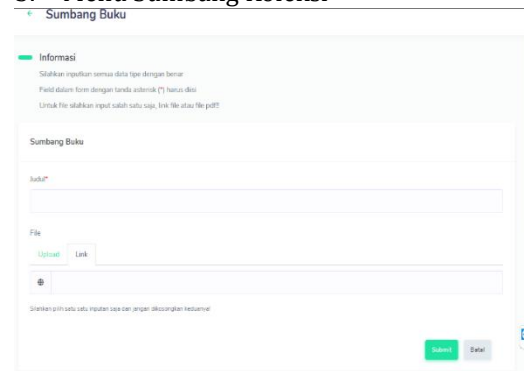 Sumbang Buku
Informasi
Silahkan inputkan semua data tipe dengan benar
Field dalam form dengan tanda asterisk (*) harus diisi
Untuk file silahkan input salah satu saja, link file atau file pdf!!
Sumbang Buku
Judul*
File
Upload Link
Silahkan pilih satu satu inputan saja dan jangan dikosongkan keduanya!
Submit Batal